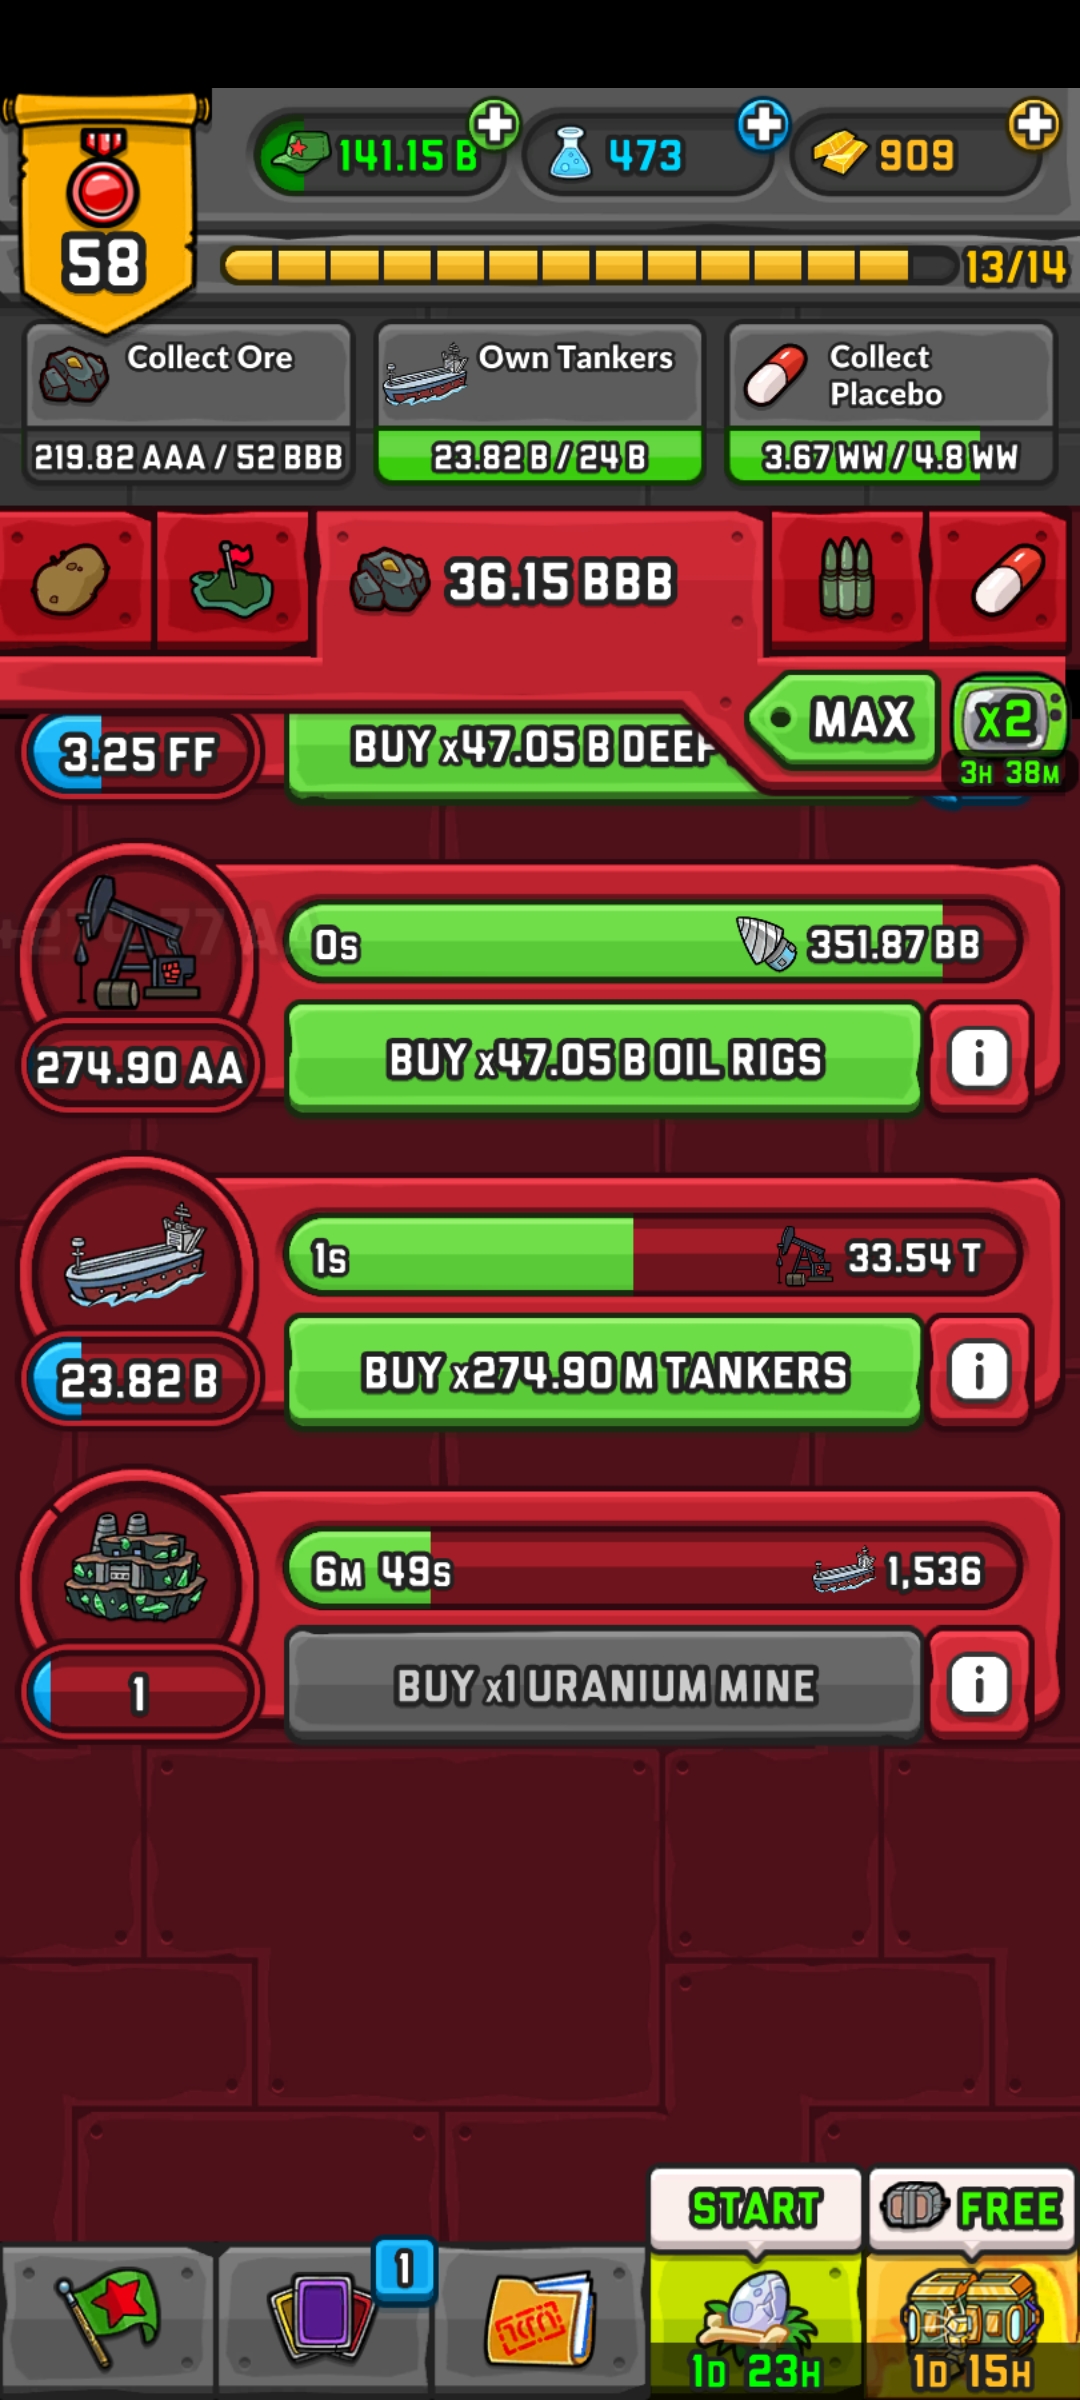 58
141.15 B
473
909
13/14
Collect Ore
219.82 AAA / 52 BBB
Own Tankers
23.82 B / 24 B
Collect
Placebo
3.67 WW / 4.8 WW
36.15 BBB
MAX
x2
3H 38M
3.25 FF
BUY x47.05 B DEEP
0s
351.87 BB
274.90 AA
BUY x47.05 B OIL RIGS
i
1s
33.54 T
23.82 B
BUY x274.90 M TANKERS
i
6M 49s
1,536
1
BUY x1 URANIUM MINE
i
START
FREE
1
1D 23H
1D 15H